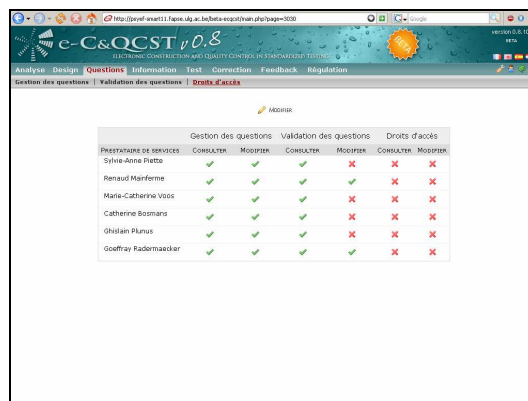 http://psyef-smart11.fapse.ulg.ac.be/beta-ecqcst/main.php?page=3030
Google
e-C&QCST v0.8
ELECTRONIC CONSTRUCTION AND QUALITY CONTROL IN STANDARDIZED TESTING
BETA
version 0.8.10
BETA
Analyse Design Questions Information Test Correction Feedback Régulation
Gestion des questions | Validation des questions | Droits d'accès
MODIFIER
Gestion des questions Validation des questions Droits d'accès
PRESTATAIRE DE SERVICES CONSULTER MODIFIER CONSULTER MODIFIER CONSULTER MODIFIER
Sylvie-Anne Piette
Renaud Mainferme
Marie-Catherine Voos
Catherine Bosmans
Ghislain Plunus
Goeffray Radermaecker